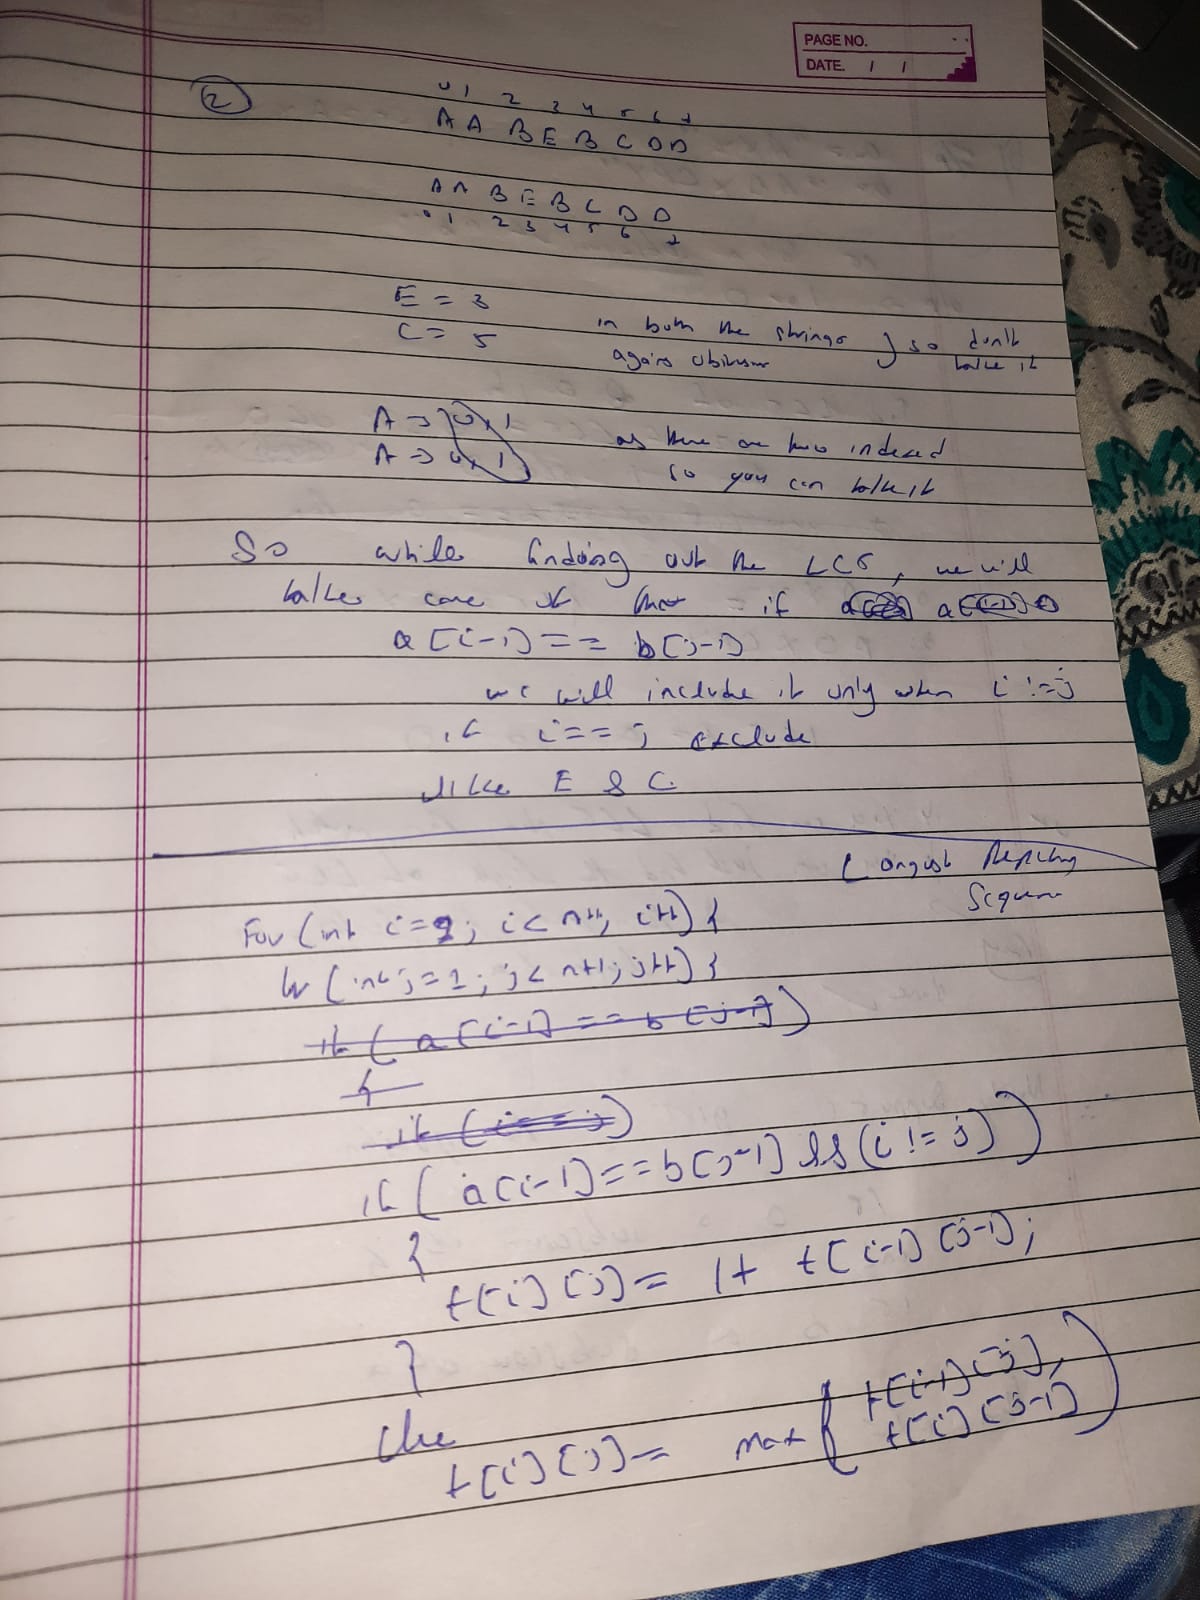 PAGE NO.
DATE. / /
2
0 1 2 3 4 5 6 7
A A B E B C D D
A A B E B C D D
0 1 2 3 4 5 6 7
E = 3
C = 5
in both the strings } so don't
again take it
A → 0, 1
A → 0, 1
as there are two indexed
so you can take it
So while finding out the LCS, we will
take care of that - if
a[i-1] == b[j-1]
we will include it only when i != j
if i == j exclude
like E & C
Longest Repeating
Sequence
For (int i=1; i < n+1; i++) {
for (int j=1; j < n+1; j++) {
if ( a[i-1] == b[j-1] )
{
if (i==j)
if ( a[i-1] == b[j-1] && (i != j) )
{
t[i][j] = 1 + t[i-1][j-1];
}
else
t[i][j] = max { t[i-1][j],
t[i][j-1] )